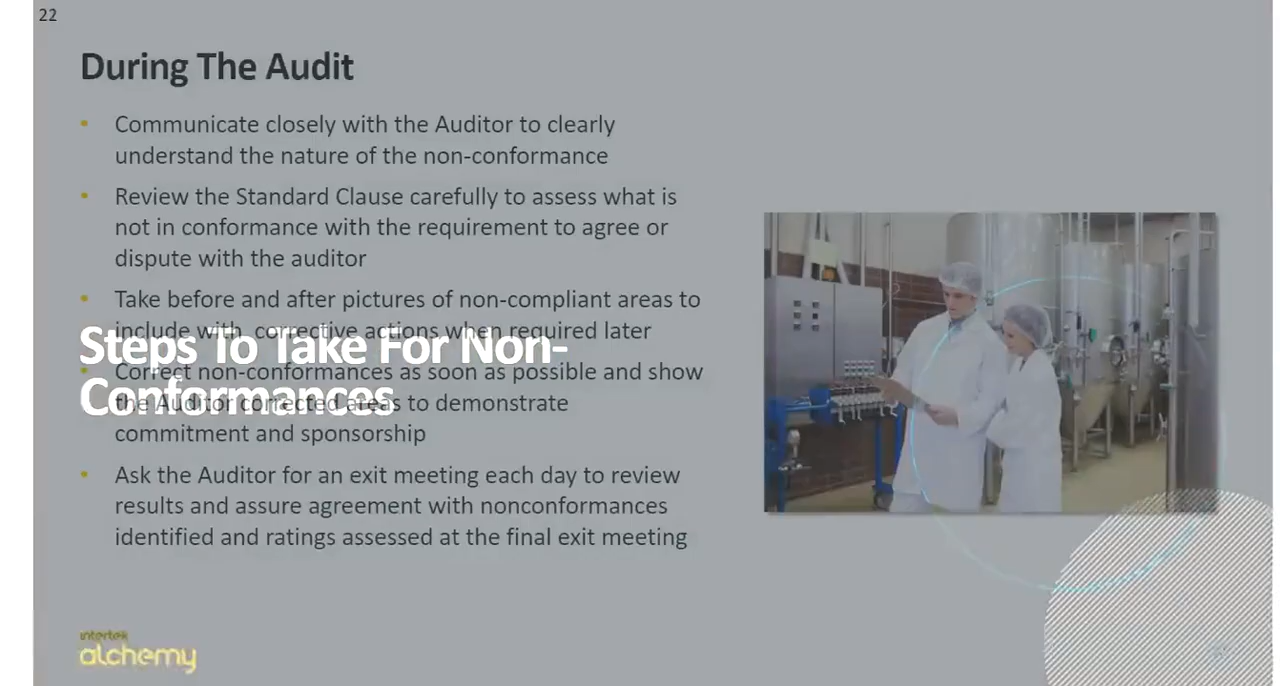 22
During The Audit
• Communicate closely with the Auditor to clearly
understand the nature of the non-conformance
• Review the Standard Clause carefully to assess what is
not in conformance with the requirement to agree or
dispute with the auditor
• Take before and after pictures of non-compliant areas to
include with corrective actions when required later
Steps To Take For Non-
Conformances
• Correct non-conformances as soon as possible and show
the Auditor corrected areas to demonstrate
commitment and sponsorship
• Ask the Auditor for an exit meeting each day to review
results and assure agreement with nonconformances
identified and ratings assessed at the final exit meeting
intertek
alchemy